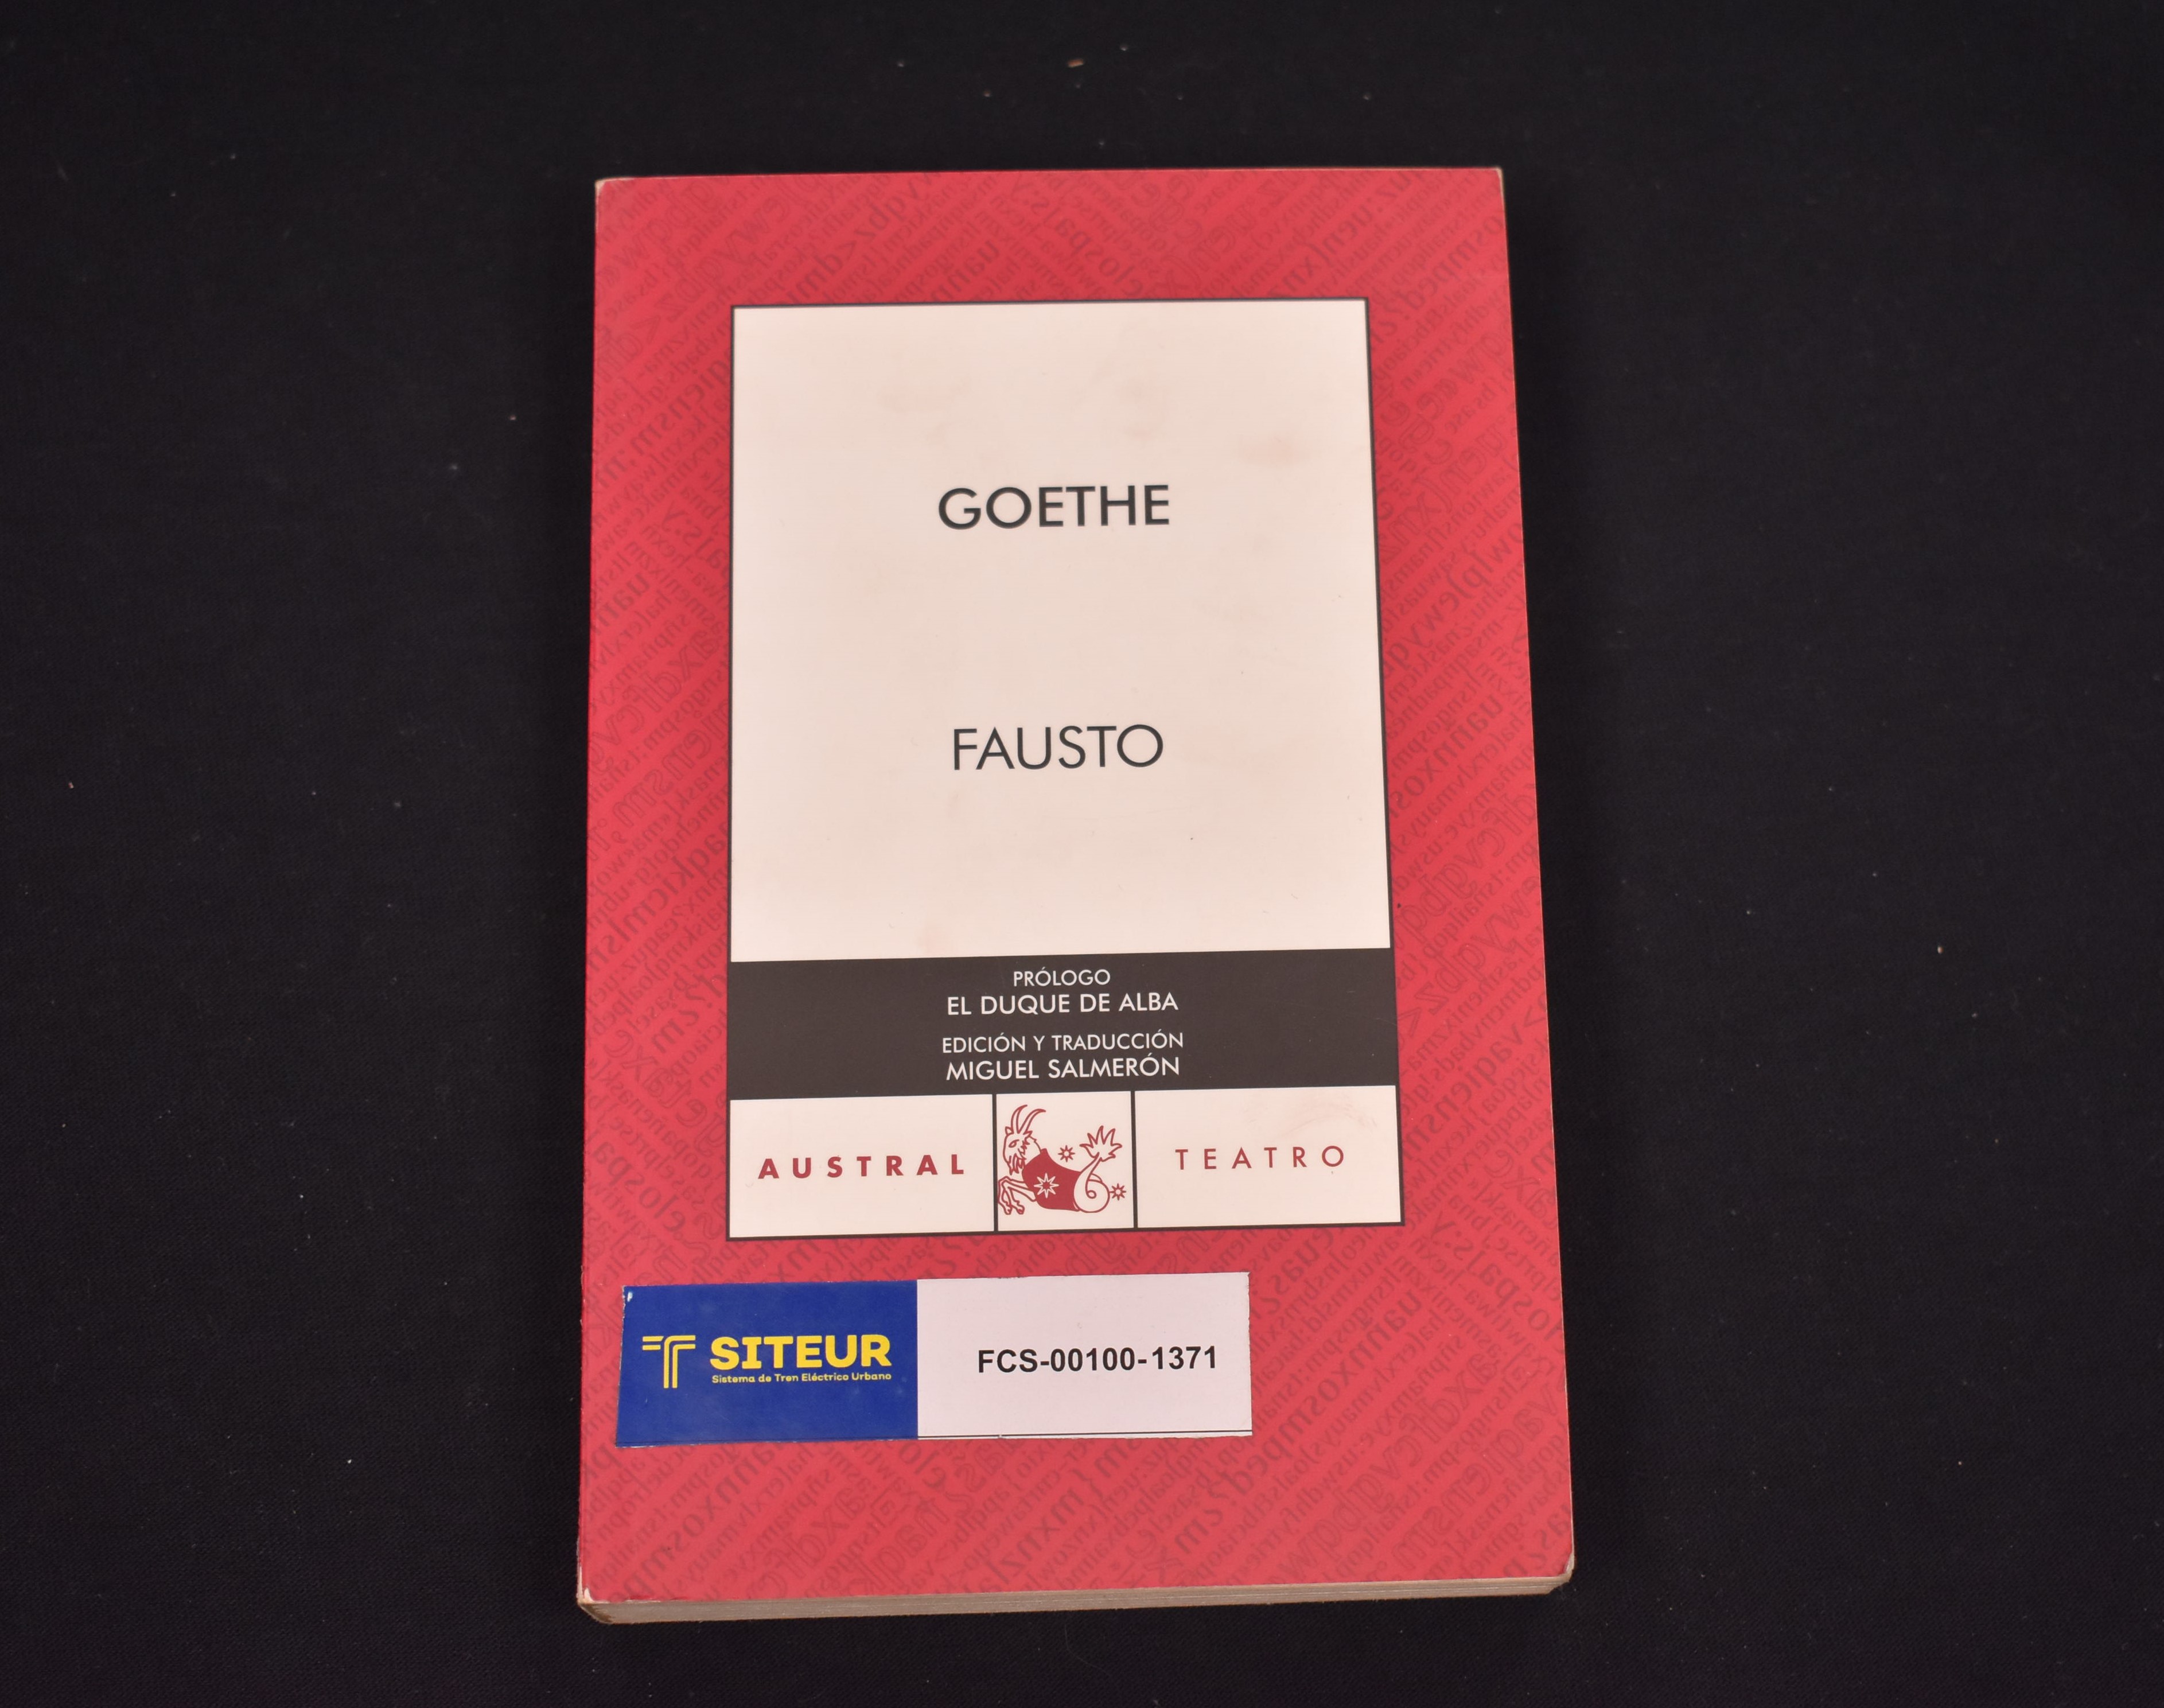 GOETHE
FAUSTO
PRÓLOGO
EL DUQUE DE ALBA
EDICIÓN Y TRADUCCIÓN
MIGUEL SALMERÓN
AUSTRAL
TEATRO
SITEUR
Sistema de Tren Eléctrico Urbano
FCS-00100-1371